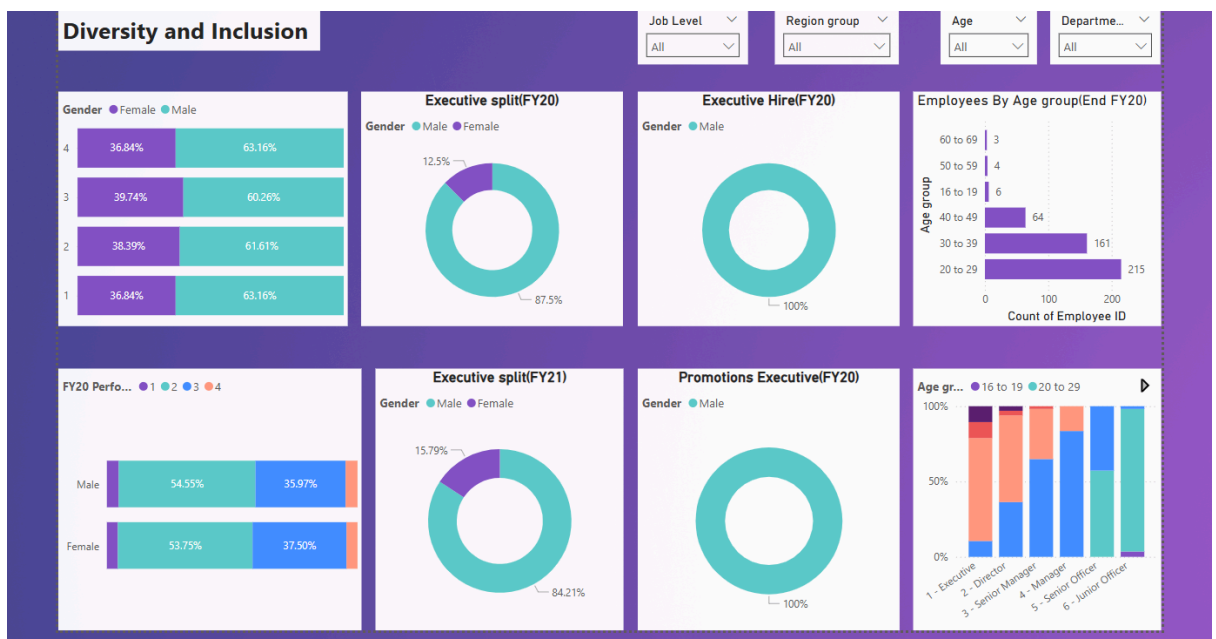 Diversity and Inclusion
Job Level
All
Region group
All
Age
All
Departme...
All
Gender Female Male
4 36.84% 63.16%
3 39.74% 60.26%
2 38.39% 61.61%
1 36.84% 63.16%
Executive split(FY20)
Gender Male Female
12.5%
87.5%
Executive Hire(FY20)
Gender Male
100%
Employees By Age group(End FY20)
Age group
60 to 69 3
50 to 59 4
16 to 19 6
40 to 49 64
30 to 39 161
20 to 29 215
0 100 200
Count of Employee ID
FY20 Perfo... 1 2 3 4
Male 54.55% 35.97%
Female 53.75% 37.50%
Executive split(FY21)
Gender Male Female
15.79%
84.21%
Promotions Executive(FY20)
Gender Male
100%
Age gr... 16 to 19 20 to 29
100%
50%
0%
1 - Executive
2 - Director
3 - Senior Manager
4 - Manager
5 - Senior Officer
6 - Junior Officer